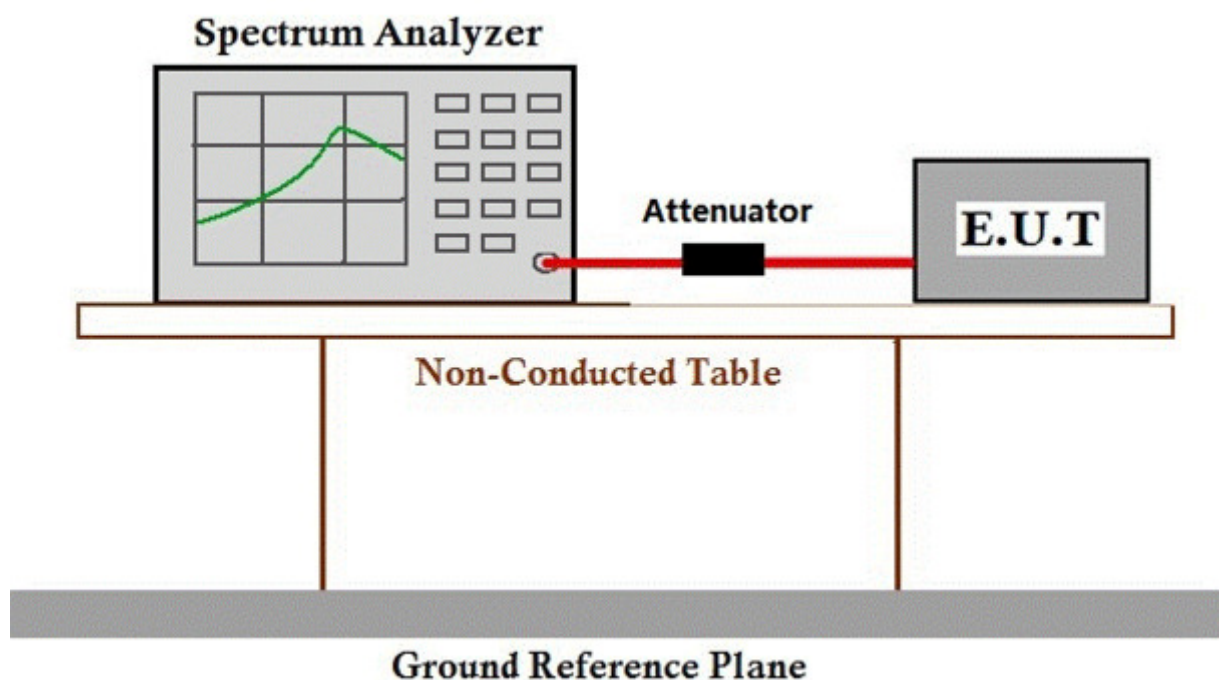 Spectrum Analyzer
Attenuator
E.U.T
Non-Conducted Table
Ground Reference Plane